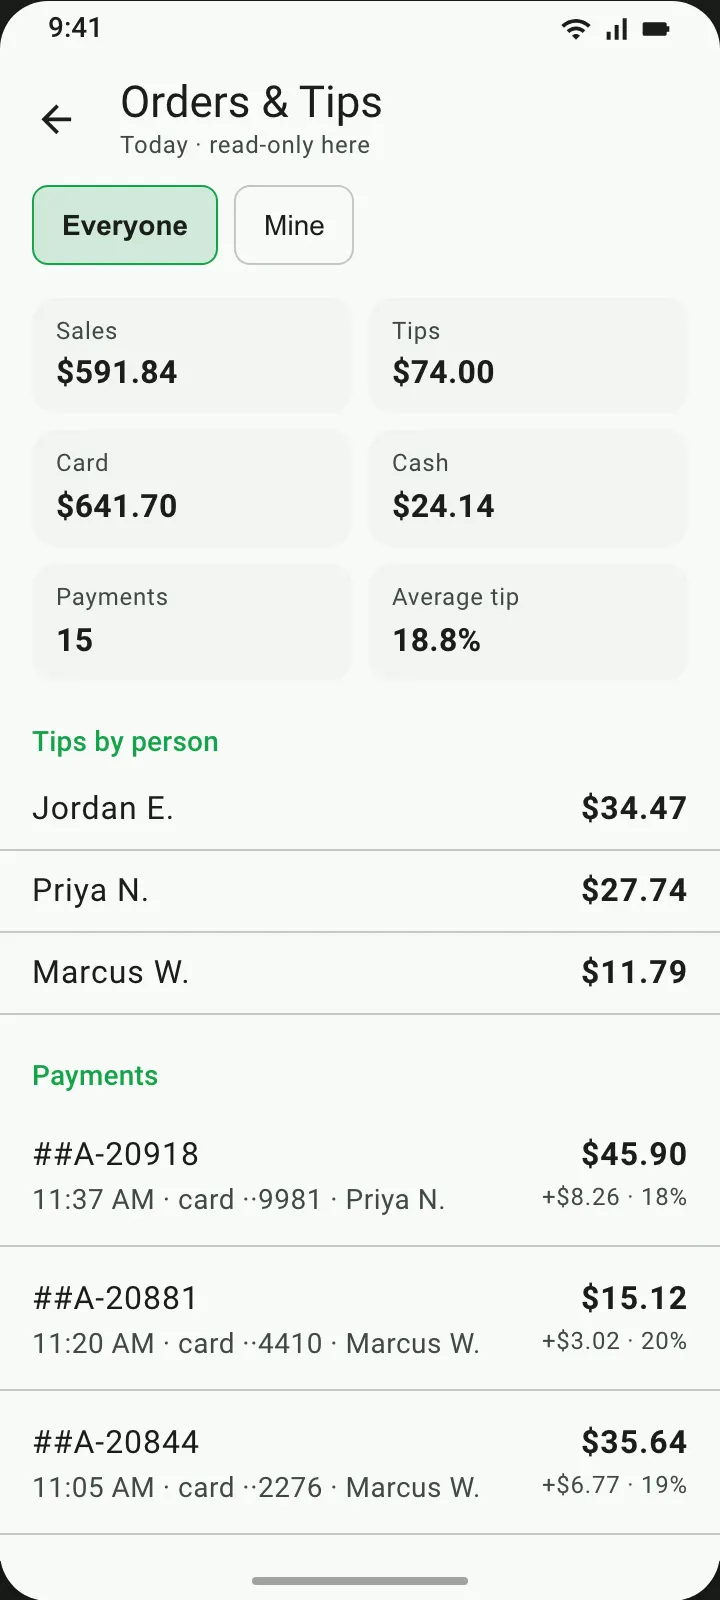 9:41
Orders & Tips
Today · read-only here
Everyone
Mine
Sales
$591.84
Tips
$74.00
Card
$641.70
Cash
$24.14
Payments
15
Average tip
18.8%
Tips by person
Jordan E. $34.47
Priya N. $27.74
Marcus W. $11.79
Payments
##A-20918 $45.90
11:37 AM · card ··9981 · Priya N. +$8.26 · 18%
##A-20881 $15.12
11:20 AM · card ··4410 · Marcus W. +$3.02 · 20%
##A-20844 $35.64
11:05 AM · card ··2276 · Marcus W. +$6.77 · 19%